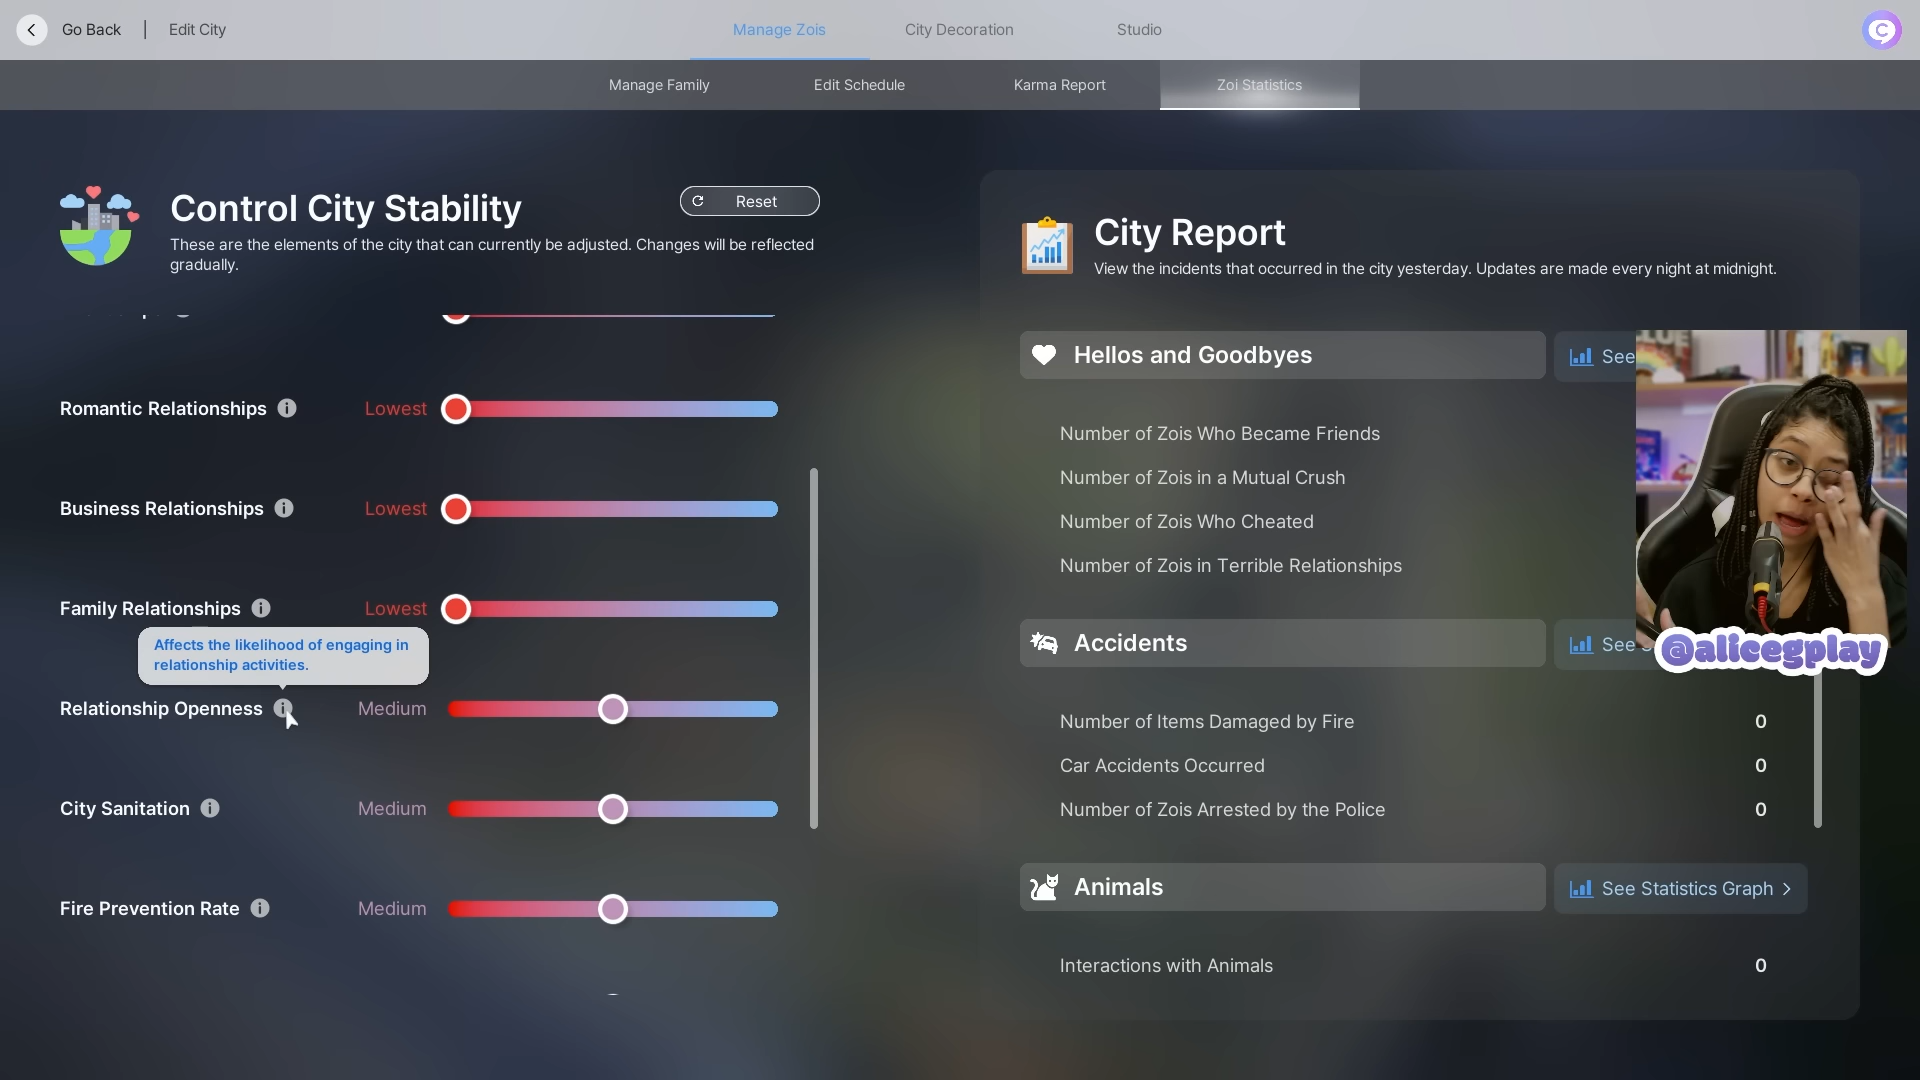 Go Back | Edit City
Manage Zois
City Decoration
Studio
Manage Family
Edit Schedule
Karma Report
Zoi Statistics
Control City Stability
Reset
These are the elements of the city that can currently be adjusted. Changes will be reflected
gradually.
Romantic Relationships
Lowest
Business Relationships
Lowest
Family Relationships
Lowest
Affects the likelihood of engaging in
relationship activities.
Relationship Openness
Medium
City Sanitation
Medium
Fire Prevention Rate
Medium
City Report
View the incidents that occurred in the city yesterday. Updates are made every night at midnight.
Hellos and Goodbyes
See
Number of Zois Who Became Friends
Number of Zois in a Mutual Crush
Number of Zois Who Cheated
Number of Zois in Terrible Relationships
Accidents
See
@alicegplay
Number of Items Damaged by Fire 0
Car Accidents Occurred 0
Number of Zois Arrested by the Police 0
Animals
See Statistics Graph
Interactions with Animals 0